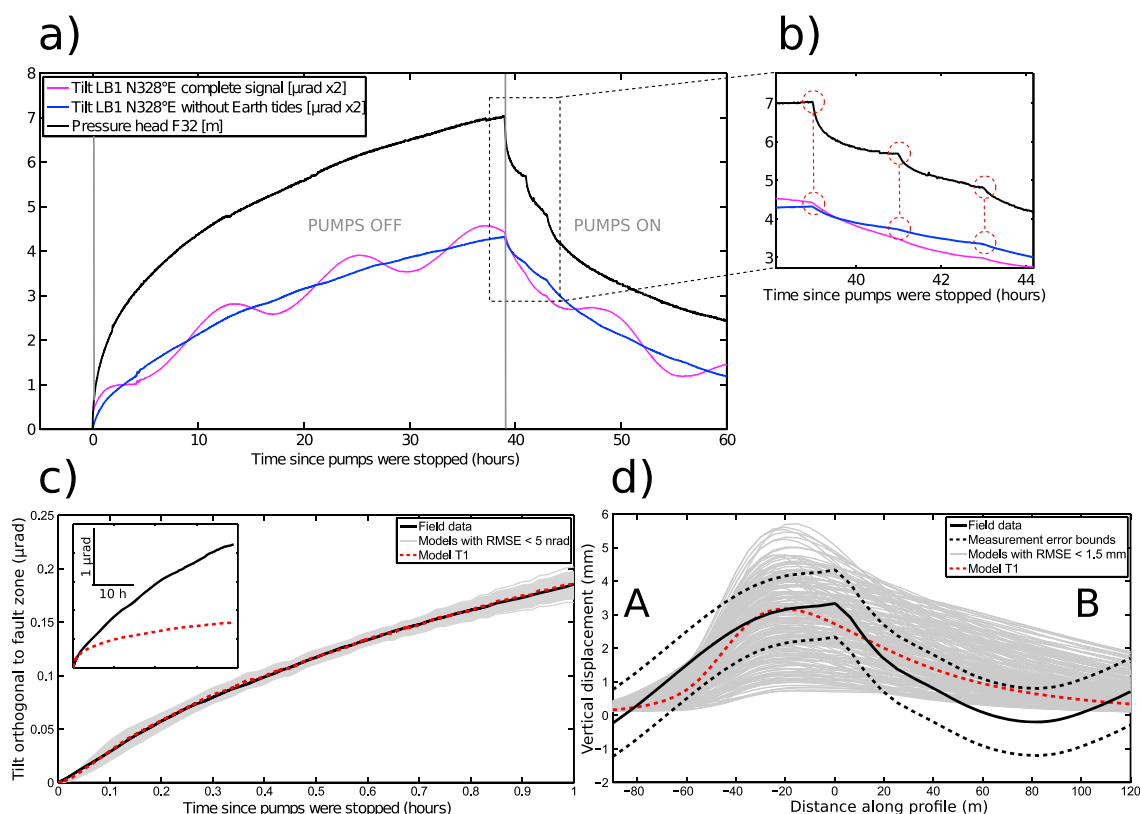 a)
8
7
6
5
4
3
2
1
0
Tilt LB1 N328°E complete signal [µrad x2]
Tilt LB1 N328°E without Earth tides [µrad x2]
Pressure head F32 [m]
PUMPS OFF
PUMPS ON
0 10 20 30 40 50 60
Time since pumps were stopped (hours)
b)
7
6
5
4
3
40 42 44
Time since pumps were stopped (hours)
c)
Tilt orthogonal to fault zone (µrad)
0.25
0.2
0.15
0.1
0.05
0
1 µrad
10 h
Field data
Models with RMSE < 5 nrad
Model T1
0 0.1 0.2 0.3 0.4 0.5 0.6 0.7 0.8 0.9 1
Time since pumps were stopped (hours)
d)
Vertical displacement (mm)
6
5
4
3
2
1
0
−1
−2
A
B
Field data
Measurement error bounds
Models with RMSE < 1.5 mm
Model T1
−80 −60 −40 −20 0 20 40 60 80 100 120
Distance along profile (m)